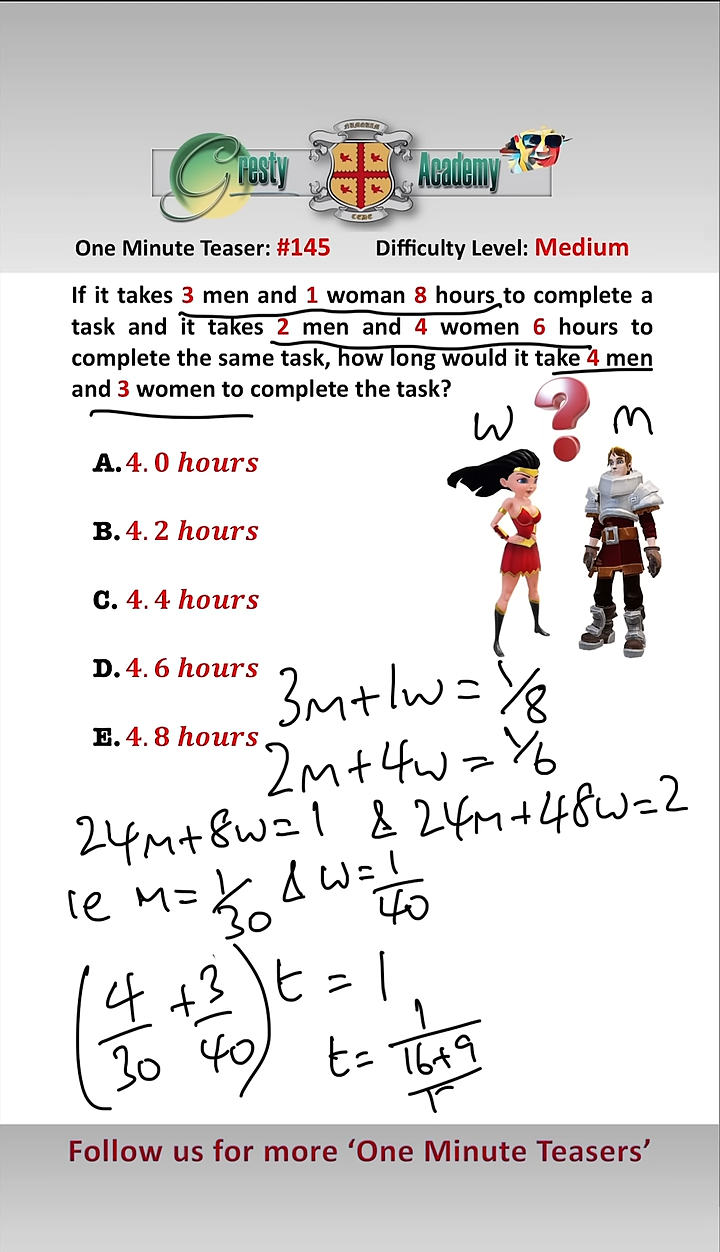 Gresty Academy
NUMQUAM
CEDE
One Minute Teaser: #145 Difficulty Level: Medium
If it takes 3 men and 1 woman 8 hours to complete a
task and it takes 2 men and 4 women 6 hours to
complete the same task, how long would it take 4 men
and 3 women to complete the task?
W ? M
A. 4.0 hours
B. 4.2 hours
C. 4.4 hours
D. 4.6 hours
E. 4.8 hours
3M+1W = 1/8
2M+4W = 1/6
24M+8W=1 & 24M+48W=2
ie M=1/30 & W=1/40
(4/30 + 3/40) t = 1
t = 1/(16+9)/
Follow us for more ‘One Minute Teasers’